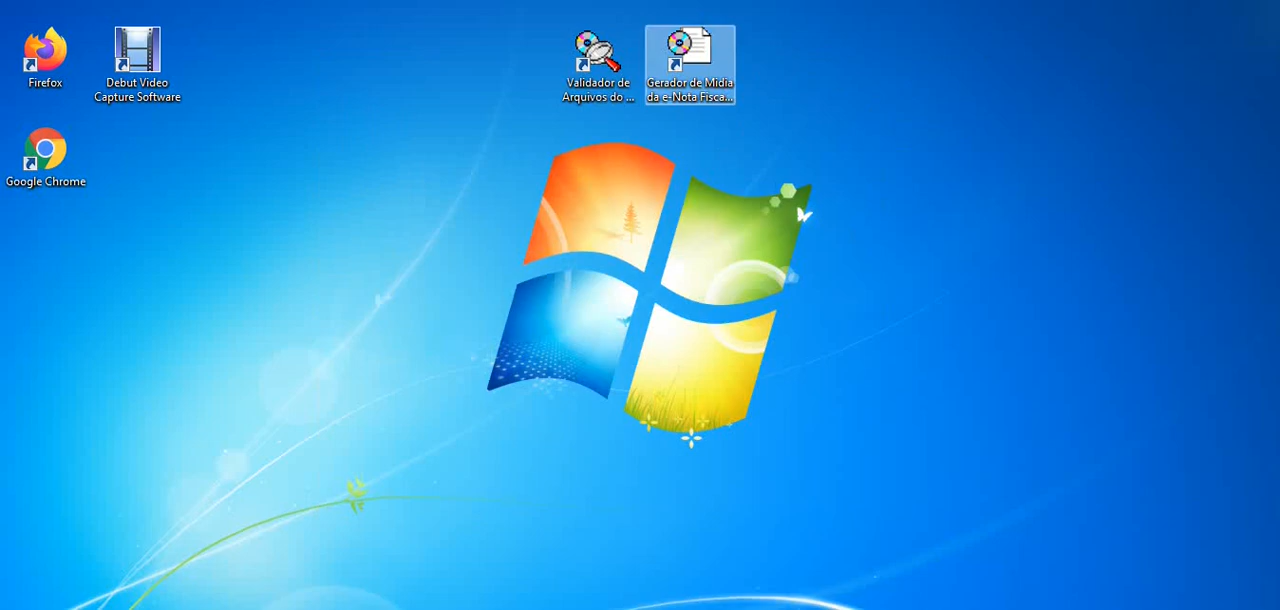 Firefox
Debut Video
Capture Software
Validador de
Arquivos do ...
Gerador de Midia
da e-Nota Fisca...
Google Chrome